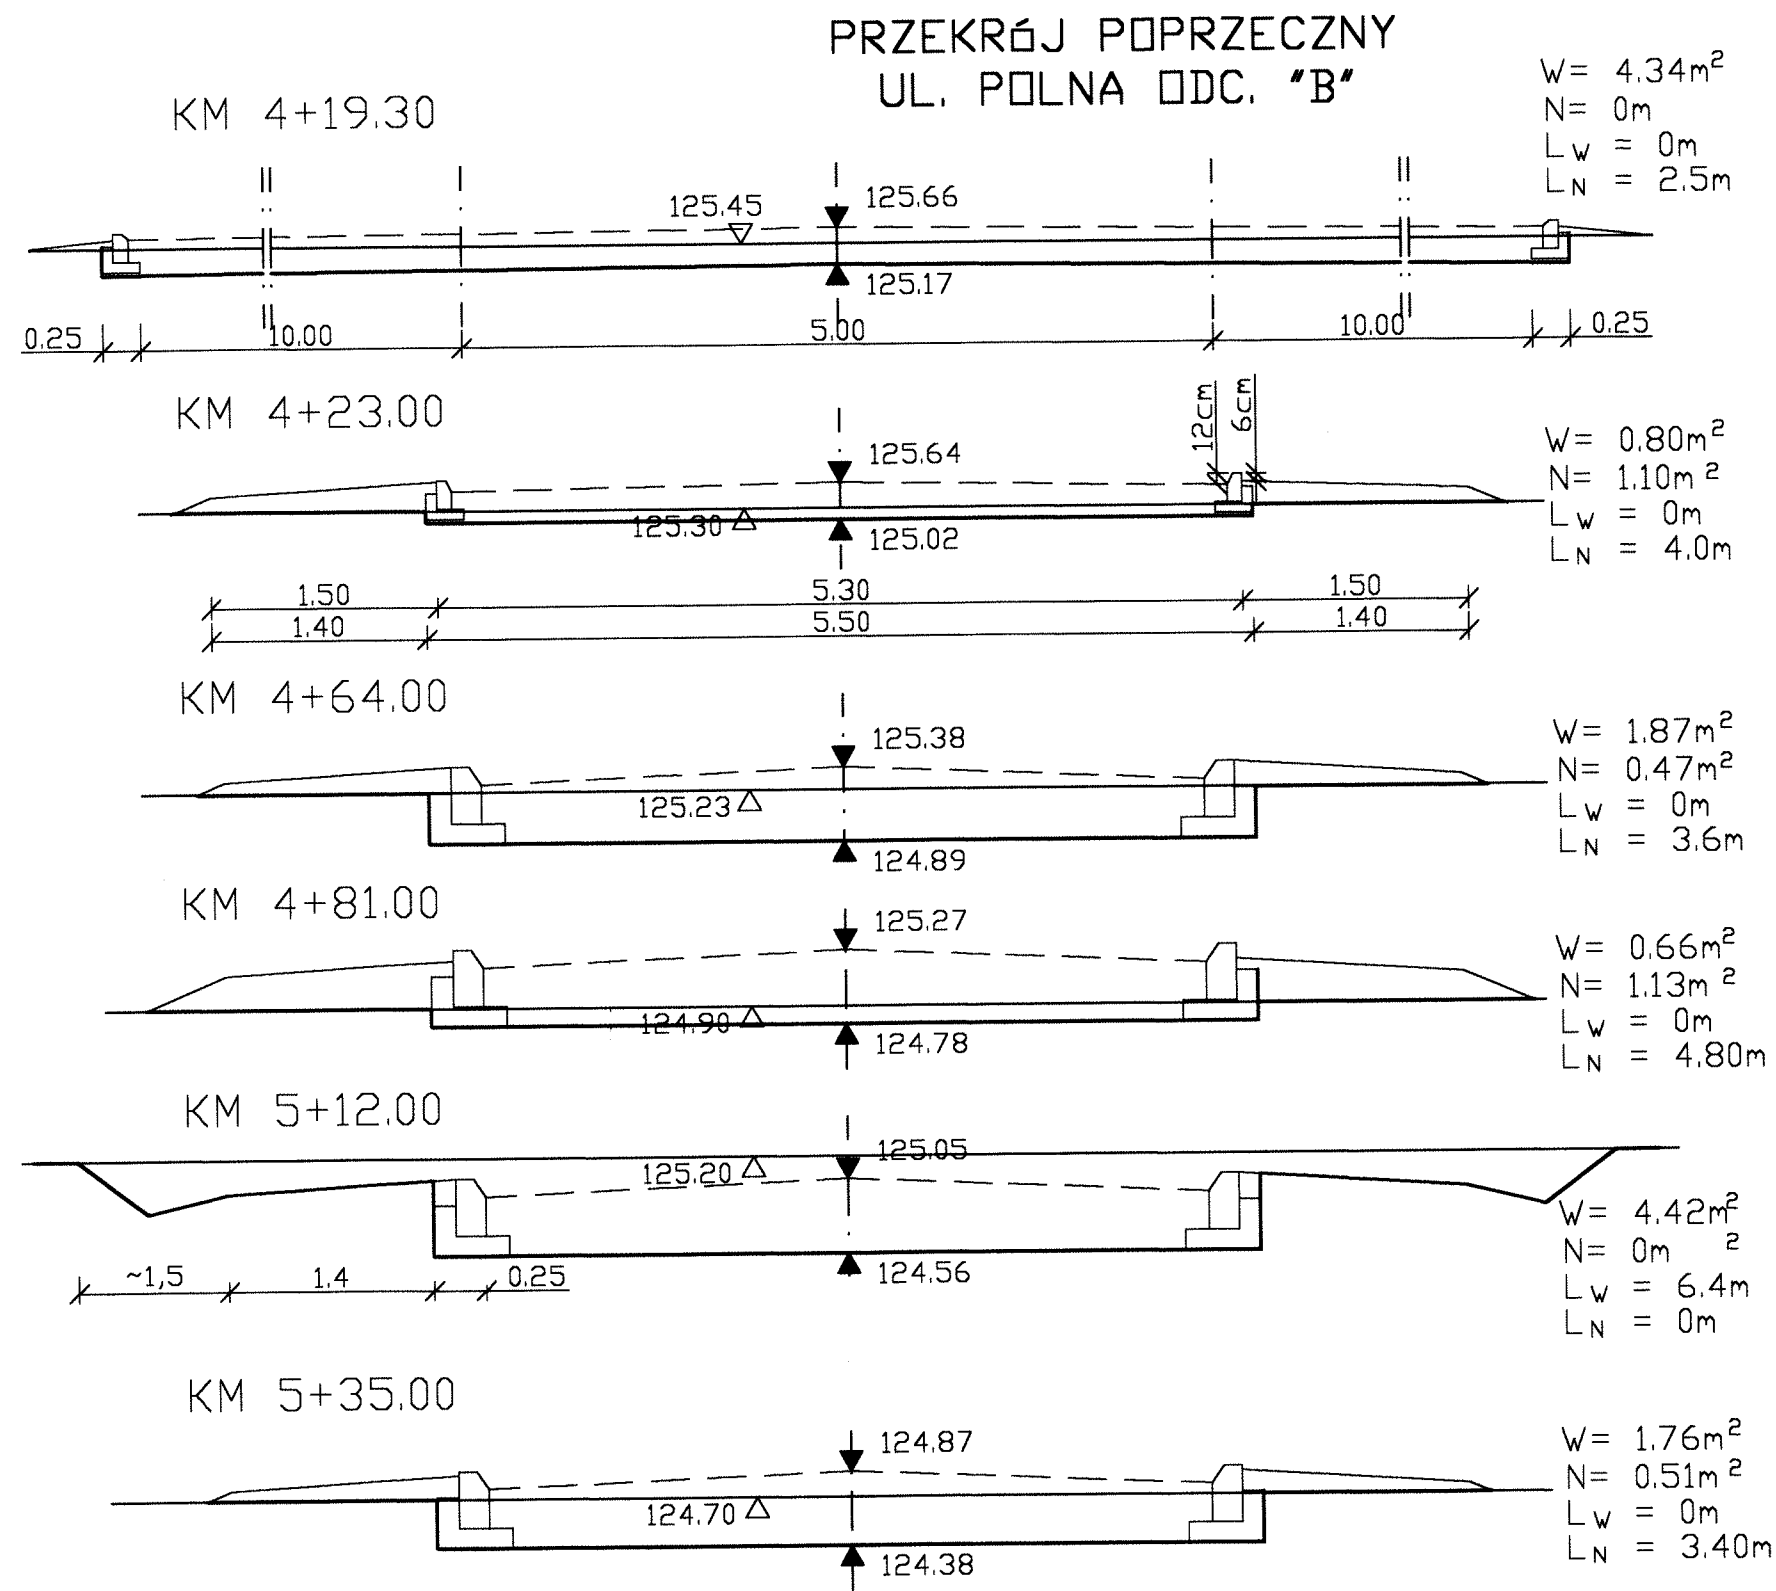 PRZEKRóJ POPRZECZNY
UL. POLNA ODC. "B"
KM 4+19.30
W= 4.34m²
N= 0m
LW = 0m
LN = 2.5m
125.45
125.66
125.17
0.25
10.00
5.00
10.00
0.25
KM 4+23.00
12cm
6cm
W= 0.80m²
N= 1.10m²
LW = 0m
LN = 4.0m
125.64
125.30
125.02
1.50
5.30
1.50
1.40
5.50
1.40
KM 4+64.00
W= 1.87m²
N= 0.47m²
LW = 0m
LN = 3.6m
125.38
125.23
124.89
KM 4+81.00
W= 0.66m²
N= 1.13m²
LW = 0m
LN = 4.80m
125.27
124.90
124.78
KM 5+12.00
125.05
125.20
124.56
W= 4.42m²
N= 0m ²
LW = 6.4m
LN = 0m
~1,5
1.4
0.25
KM 5+35.00
W= 1.76m²
N= 0.51m²
LW = 0m
LN = 3.40m
124.87
124.70
124.38